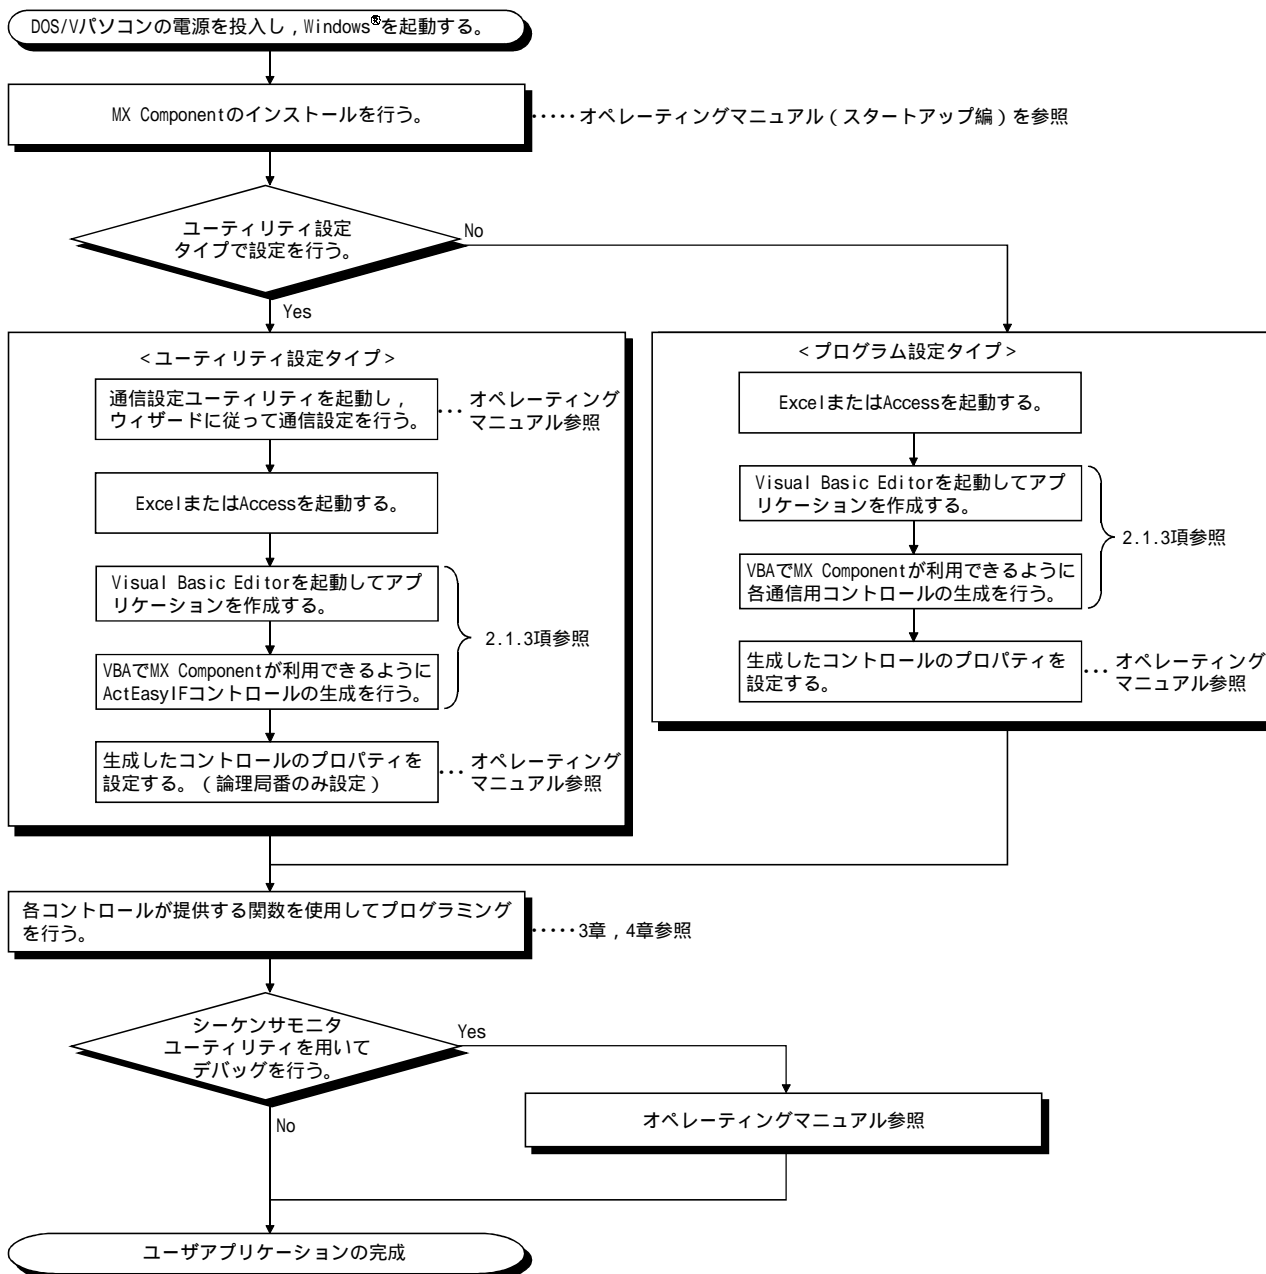 DOS/Vパソコンの電源を投入し，Windows®を起動する。
MX Componentのインストールを行う。
・・・・・オペレーティングマニュアル（スタートアップ編）を参照
ユーティリティ設定
タイプで設定を行う。
No
Yes
＜ユーティリティ設定タイプ＞
通信設定ユーティリティを起動し，
ウィザードに従って通信設定を行う。
・・・オペレーティング
マニュアル参照
ExcelまたはAccessを起動する。
Visual Basic Editorを起動してアプ
リケーションを作成する。
VBAでMX Componentが利用できるように
ActEasyIFコントロールの生成を行う。
2.1.3項参照
生成したコントロールのプロパティを
設定する。（論理局番のみ設定）
・・・オペレーティング
マニュアル参照
＜プログラム設定タイプ＞
ExcelまたはAccessを起動する。
Visual Basic Editorを起動してアプ
リケーションを作成する。
VBAでMX Componentが利用できるように
各通信用コントロールの生成を行う。
2.1.3項参照
生成したコントロールのプロパティを
設定する。
・・・オペレーティング
マニュアル参照
各コントロールが提供する関数を使用してプログラミング
を行う。
・・・・・3章，4章参照
シーケンサモニタ
ユーティリティを用いて
デバッグを行う。
Yes
No
オペレーティングマニュアル参照
ユーザアプリケーションの完成